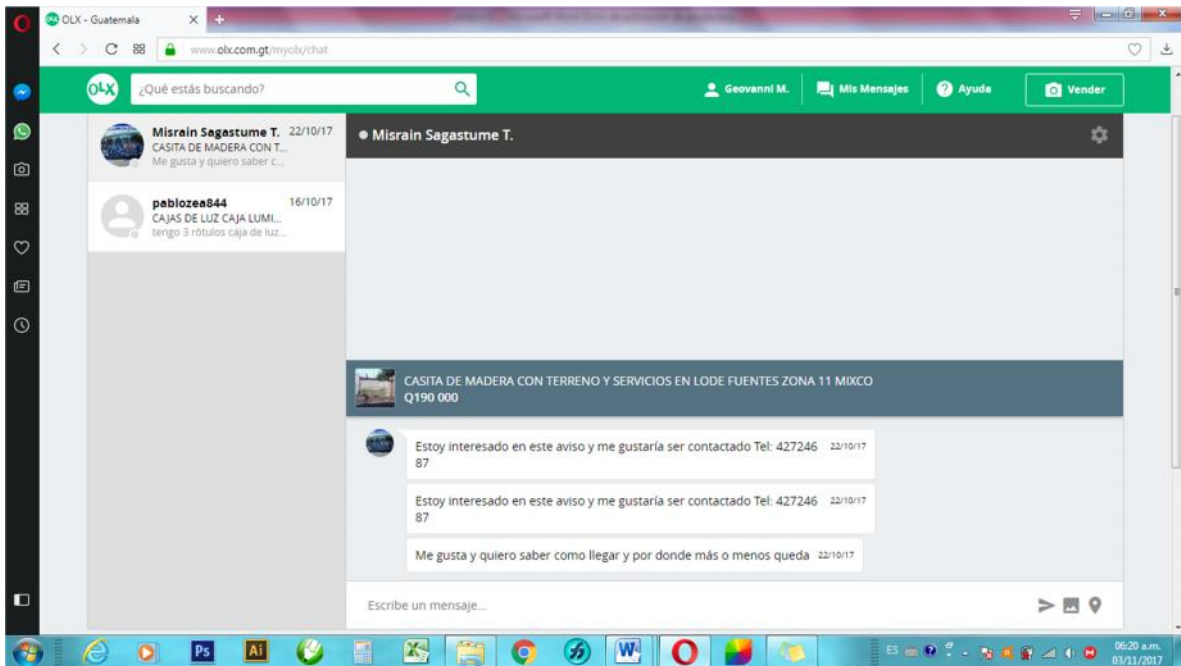 OLX - Guatemala
www.olx.com.gt/myolx/chat
OLX
¿Qué estás buscando?
Geovanni M.
Mis Mensajes
Ayuda
Vender
Misrain Sagastume T. 22/10/17
CASITA DE MADERA CON T...
Me gusta y quiero saber c...
pablozea844 16/10/17
CAJAS DE LUZ CAJA LUMI...
tengo 3 rótulos caja de luz...
Misrain Sagastume T.
CASITA DE MADERA CON TERRENO Y SERVICIOS EN LODE FUENTES ZONA 11 MIXCO
Q190 000
Estoy interesado en este aviso y me gustaría ser contactado Tel: 427246 22/10/17
87
Estoy interesado en este aviso y me gustaría ser contactado Tel: 427246 22/10/17
87
Me gusta y quiero saber como llegar y por donde más o menos queda 22/10/17
Escribe un mensaje...
Ps
Ai
W
ES
06:20 a.m.
03/11/2017